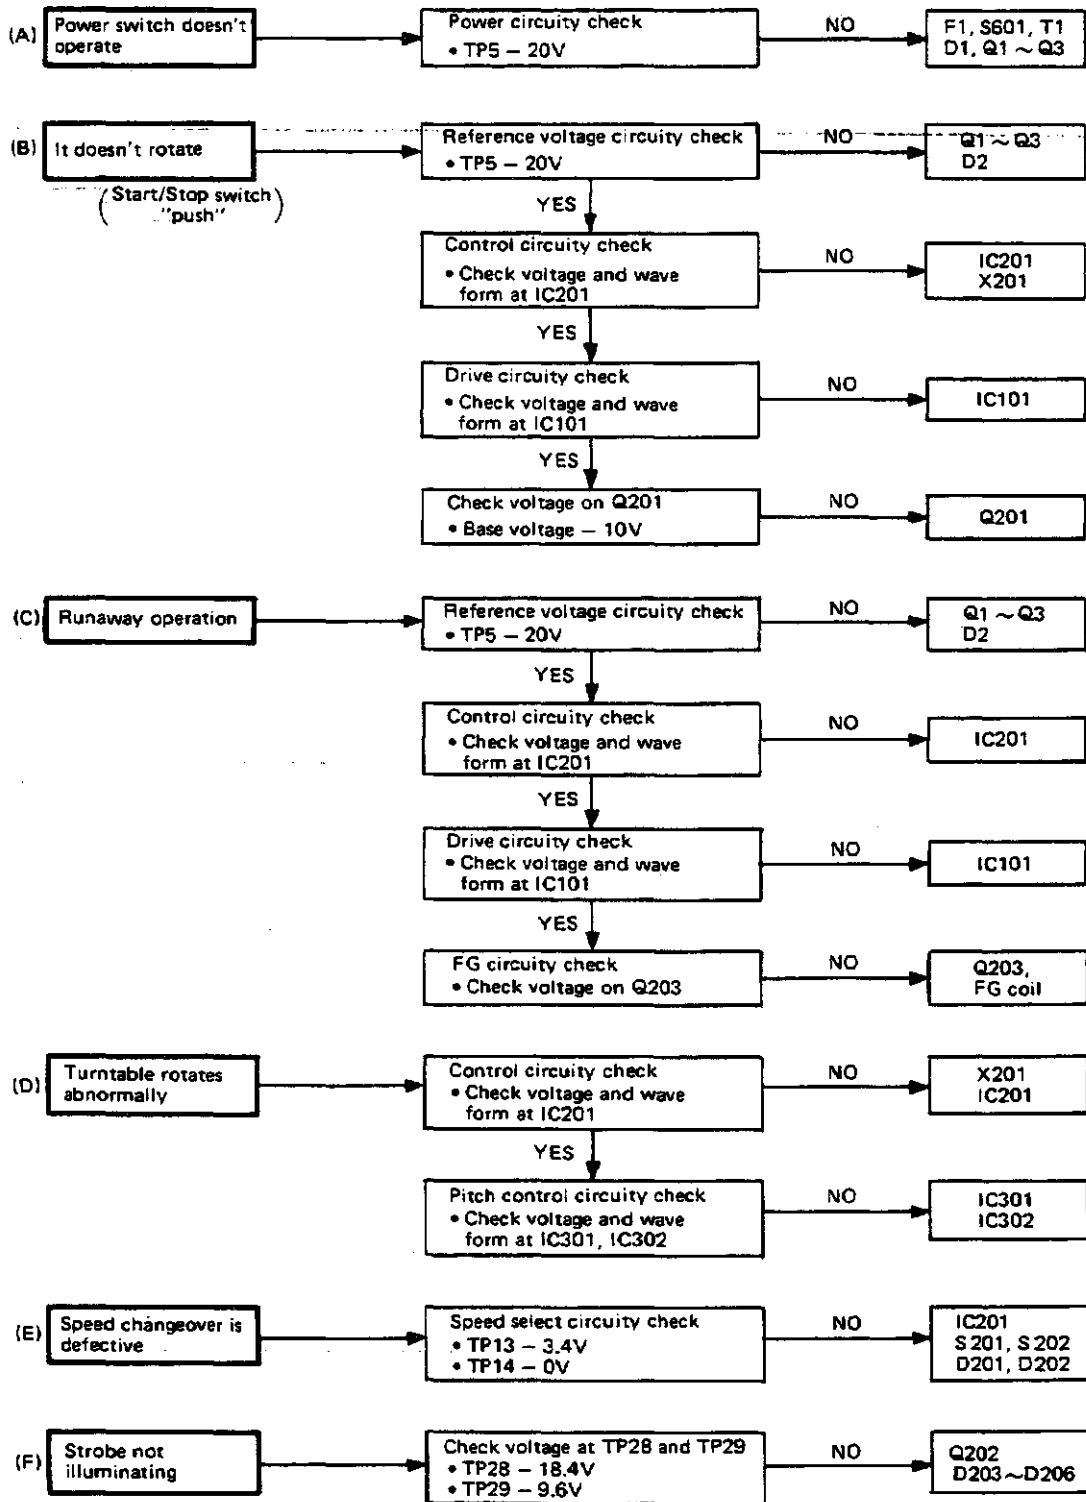 (A)
Power switch doesn't
operate
Power circuity check
• TP5 – 20V
NO
F1, S601, T1
D1, Q1 ~ Q3
(B)
It doesn't rotate
(Start/Stop switch
"push")
Reference voltage circuity check
• TP5 – 20V
NO
Q1 ~ Q3
D2
YES
Control circuity check
• Check voltage and wave
form at IC201
NO
IC201
X201
YES
Drive circuity check
• Check voltage and wave
form at IC101
NO
IC101
YES
Check voltage on Q201
• Base voltage – 10V
NO
Q201
(C)
Runaway operation
Reference voltage circuity check
• TP5 – 20V
NO
Q1 ~ Q3
D2
YES
Control circuity check
• Check voltage and wave
form at IC201
NO
IC201
YES
Drive circuity check
• Check voltage and wave
form at IC101
NO
IC101
YES
FG circuity check
• Check voltage on Q203
NO
Q203,
FG coil
(D)
Turntable rotates
abnormally
Control circuity check
• Check voltage and wave
form at IC201
NO
X201
IC201
YES
Pitch control circuity check
• Check voltage and wave
form at IC301, IC302
NO
IC301
IC302
(E)
Speed changeover is
defective
Speed select circuity check
• TP13 – 3.4V
• TP14 – 0V
NO
IC201
S201, S202
D201, D202
(F)
Strobe not
illuminating
Check voltage at TP28 and TP29
• TP28 – 18.4V
• TP29 – 9.6V
NO
Q202
D203~D206